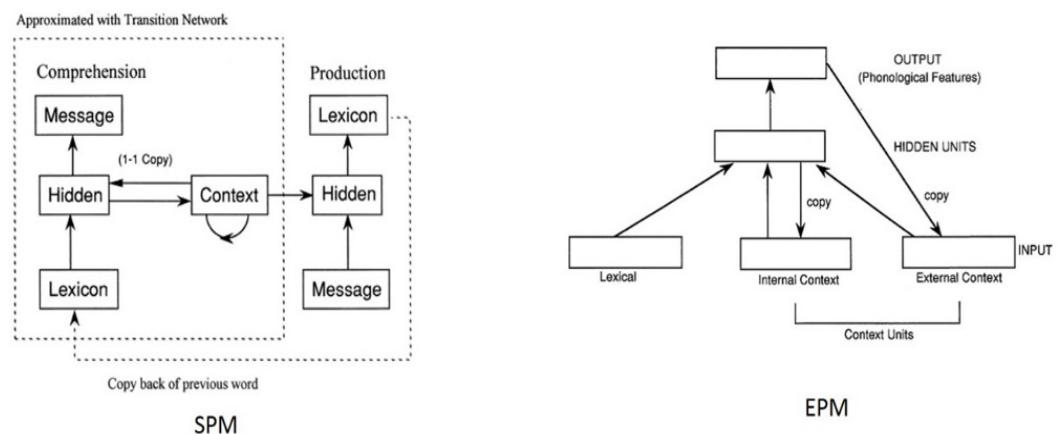 Approximated with Transition Network
Comprehension
Production
Message
Lexicon
(1-1 Copy)
Hidden
Context
Hidden
Lexicon
Message
Copy back of previous word
SPM
OUTPUT
(Phonological Features)
HIDDEN UNITS
copy
copy
INPUT
Lexical
Internal Context
External Context
Context Units
EPM